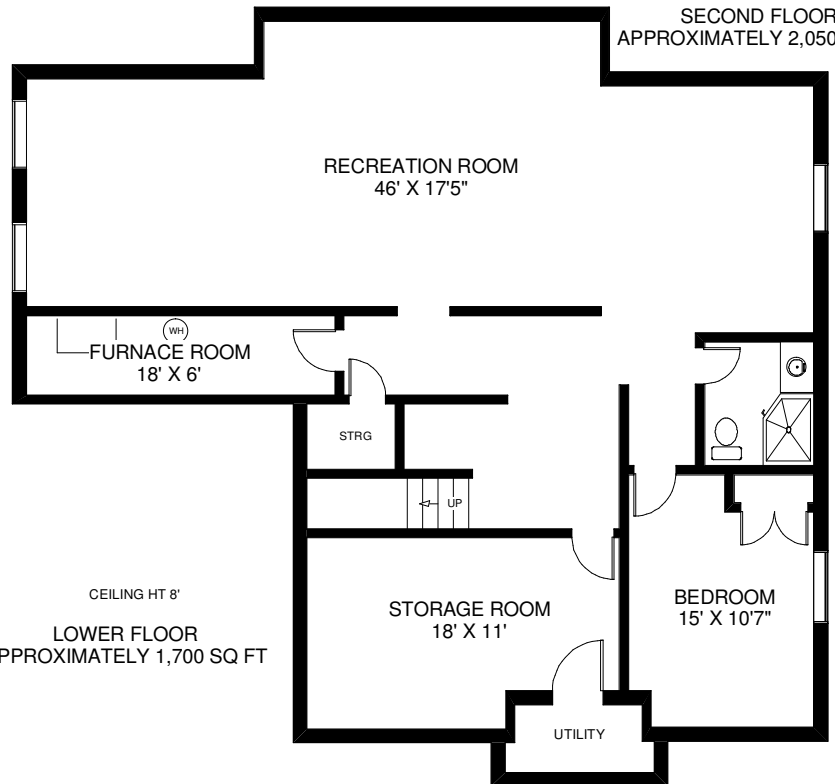 SECOND FLOOR
APPROXIMATELY 2,050
RECREATION ROOM
46' X 17'5"
WH
FURNACE ROOM
18' X 6'
STRG
UP
CEILING HT 8'
LOWER FLOOR
PPROXIMATELY 1,700 SQ FT
STORAGE ROOM
18' X 11'
BEDROOM
15' X 10'7"
UTILITY